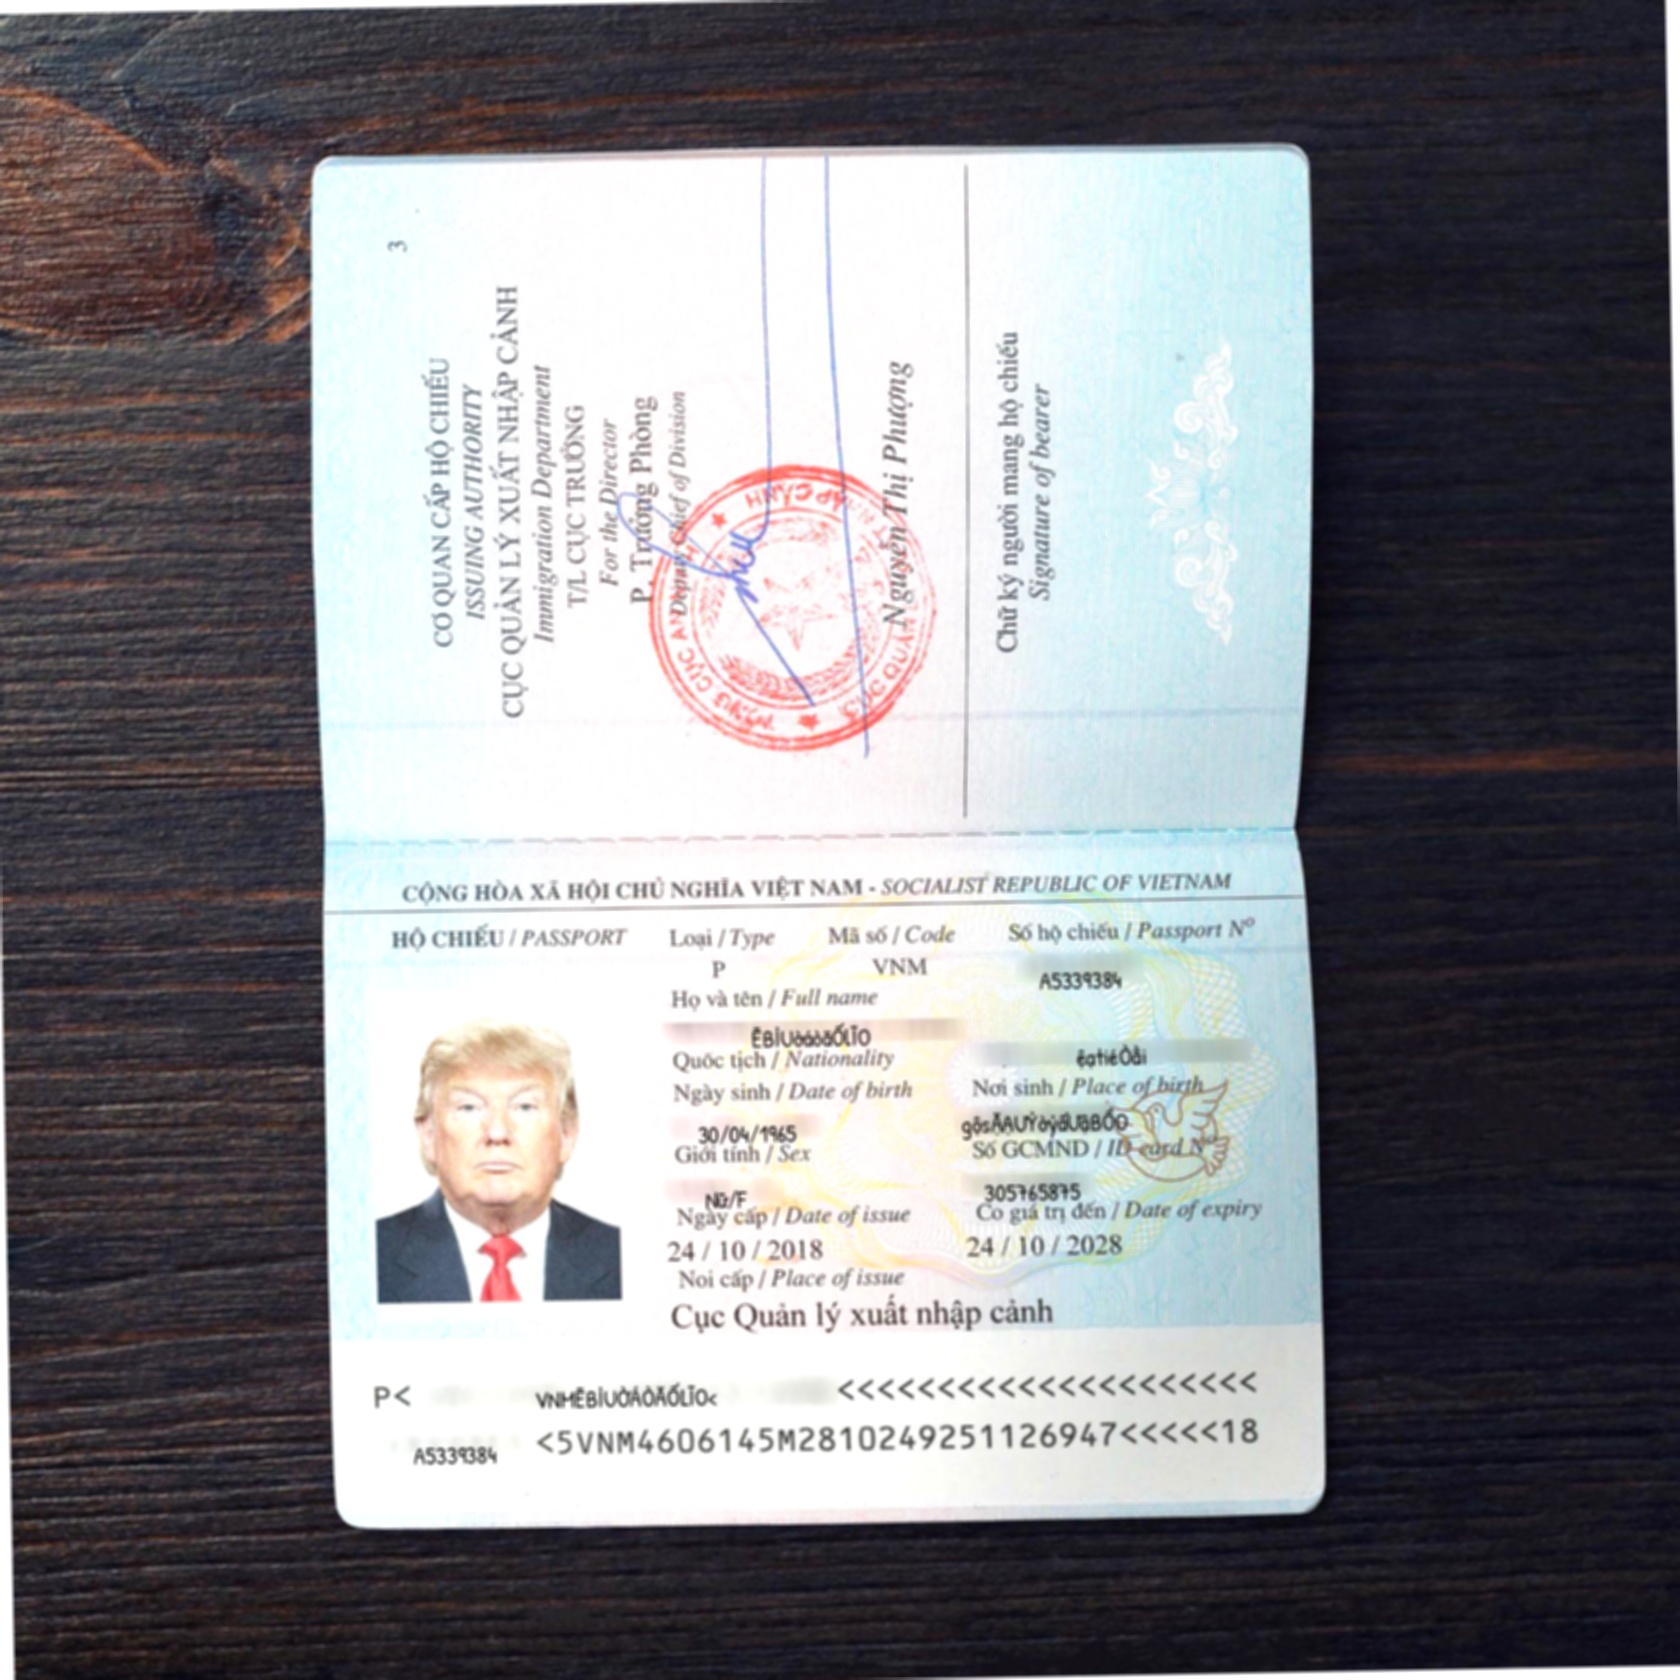 3
CƠ QUAN CẤP HỘ CHIẾU
ISSUING AUTHORITY
CỤC QUẢN LÝ XUẤT NHẬP CẢNH
Immigration Department
T/L CỤC TRƯỞNG
For the Director
P. Trưởng Phòng
Deputy Chief of Division
Nguyễn Thị Phượng
Chữ ký người mang hộ chiếu
Signature of bearer
CỘNG HÒA XÃ HỘI CHỦ NGHĨA VIỆT NAM - SOCIALIST REPUBLIC OF VIETNAM
HỘ CHIẾU / PASSPORT Loại / Type Mã số / Code Số hộ chiếu / Passport Nº
P VNM A5339384
Họ và tên / Full name
Quốc tịch / Nationality
Ngày sinh / Date of birth Nơi sinh / Place of birth
30/04/1965
Giới tính / Sex Số GCMND / ID card Nº
Nữ/F 305765875
Ngày cấp / Date of issue Có giá trị đến / Date of expiry
24 / 10 / 2018 24 / 10 / 2028
Nơi cấp / Place of issue
Cục Quản lý xuất nhập cảnh
P< VNMÊBÌUÒÁÒÃỐLĨO< <<<<<<<<<<<<<<<<<<<<<
A5339384 <5VNM4606145M2810249251126947<<<<<18